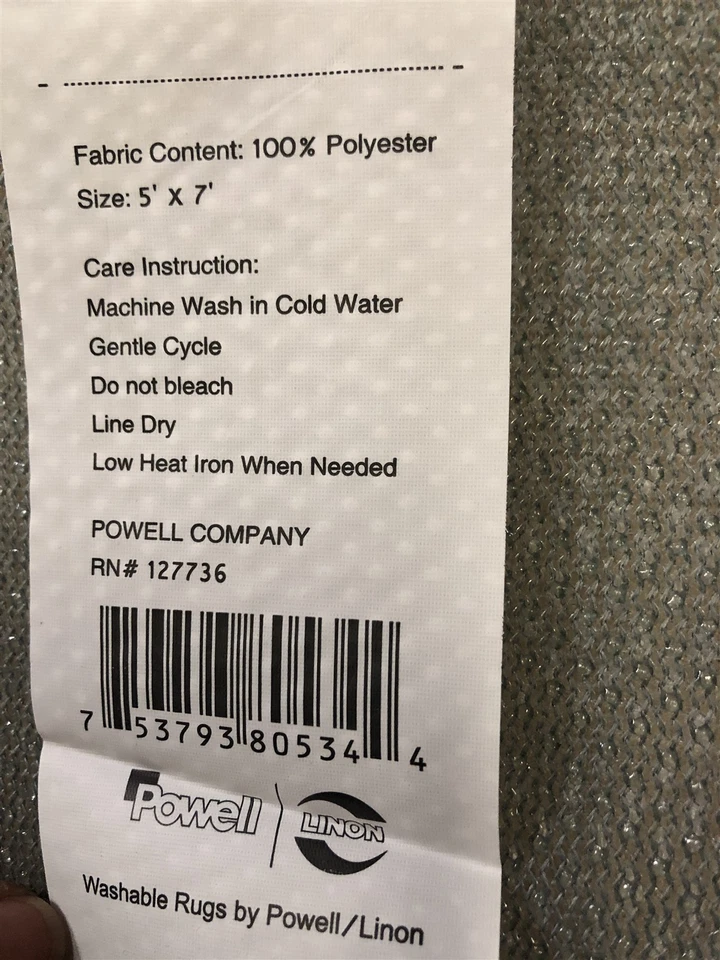 Fabric Content: 100% Polyester
Size: 5' X 7'
Care Instruction:
Machine Wash in Cold Water
Gentle Cycle
Do not bleach
Line Dry
Low Heat Iron When Needed
POWELL COMPANY
RN# 127736
7 53793 80534 4
Powell LINON
Washable Rugs by Powell/Linon